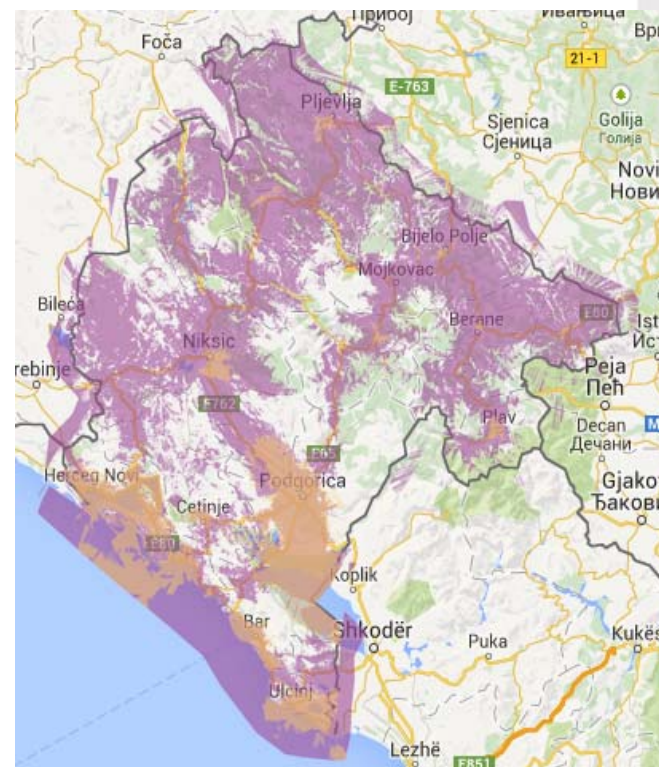 Прибој
Ивањица
Foča
21-1
E-763
Pljevlja
Sjenica
Сјеница
Golija
Голија
Novi
Нови
Bijelo Polje
Mojkovac
Bileća
E80
Berane
Niksic
rebinje
Ist
Ист
Peja
Пећ
E762
Plav
Decan
Дечани
M
E65
Herceg Novi
Podgorica
Gjako
Ђакови
Cetinje
E80
Koplik
Bar
Shkodër
Puka
Kukës
Ulcinj
Lezhë
E851